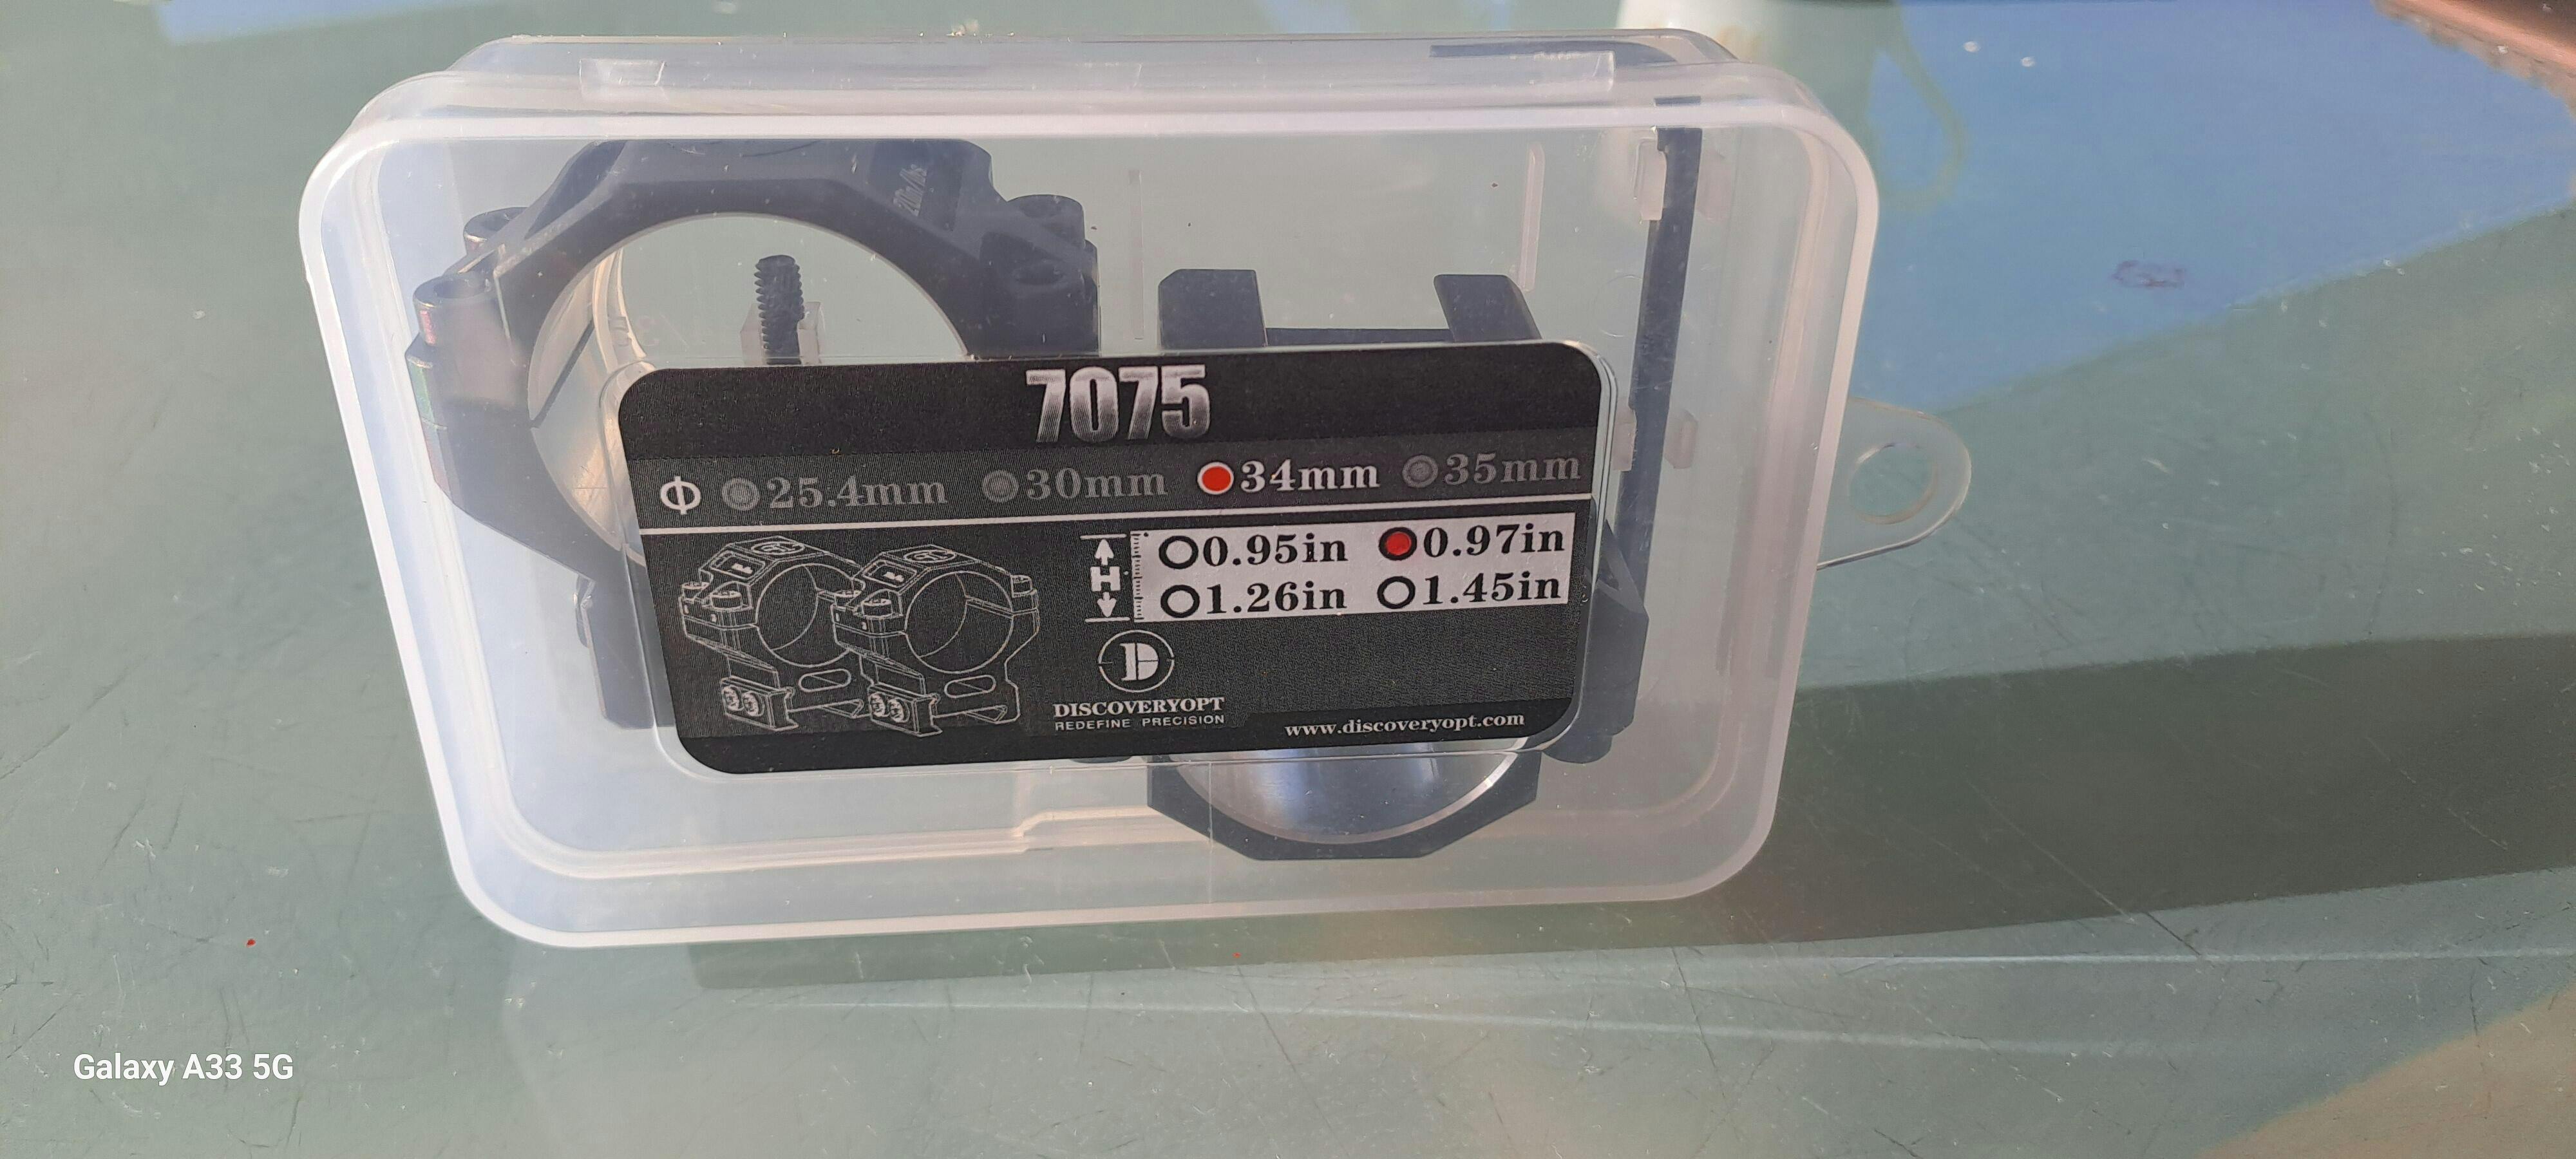 7075
Φ 25.4mm 30mm 34mm 35mm
H 0.95in 0.97in
1.26in 1.45in
D
DISCOVERYOPT
REDEFINE PRECISION
www.discoveryopt.com
Galaxy A33 5G